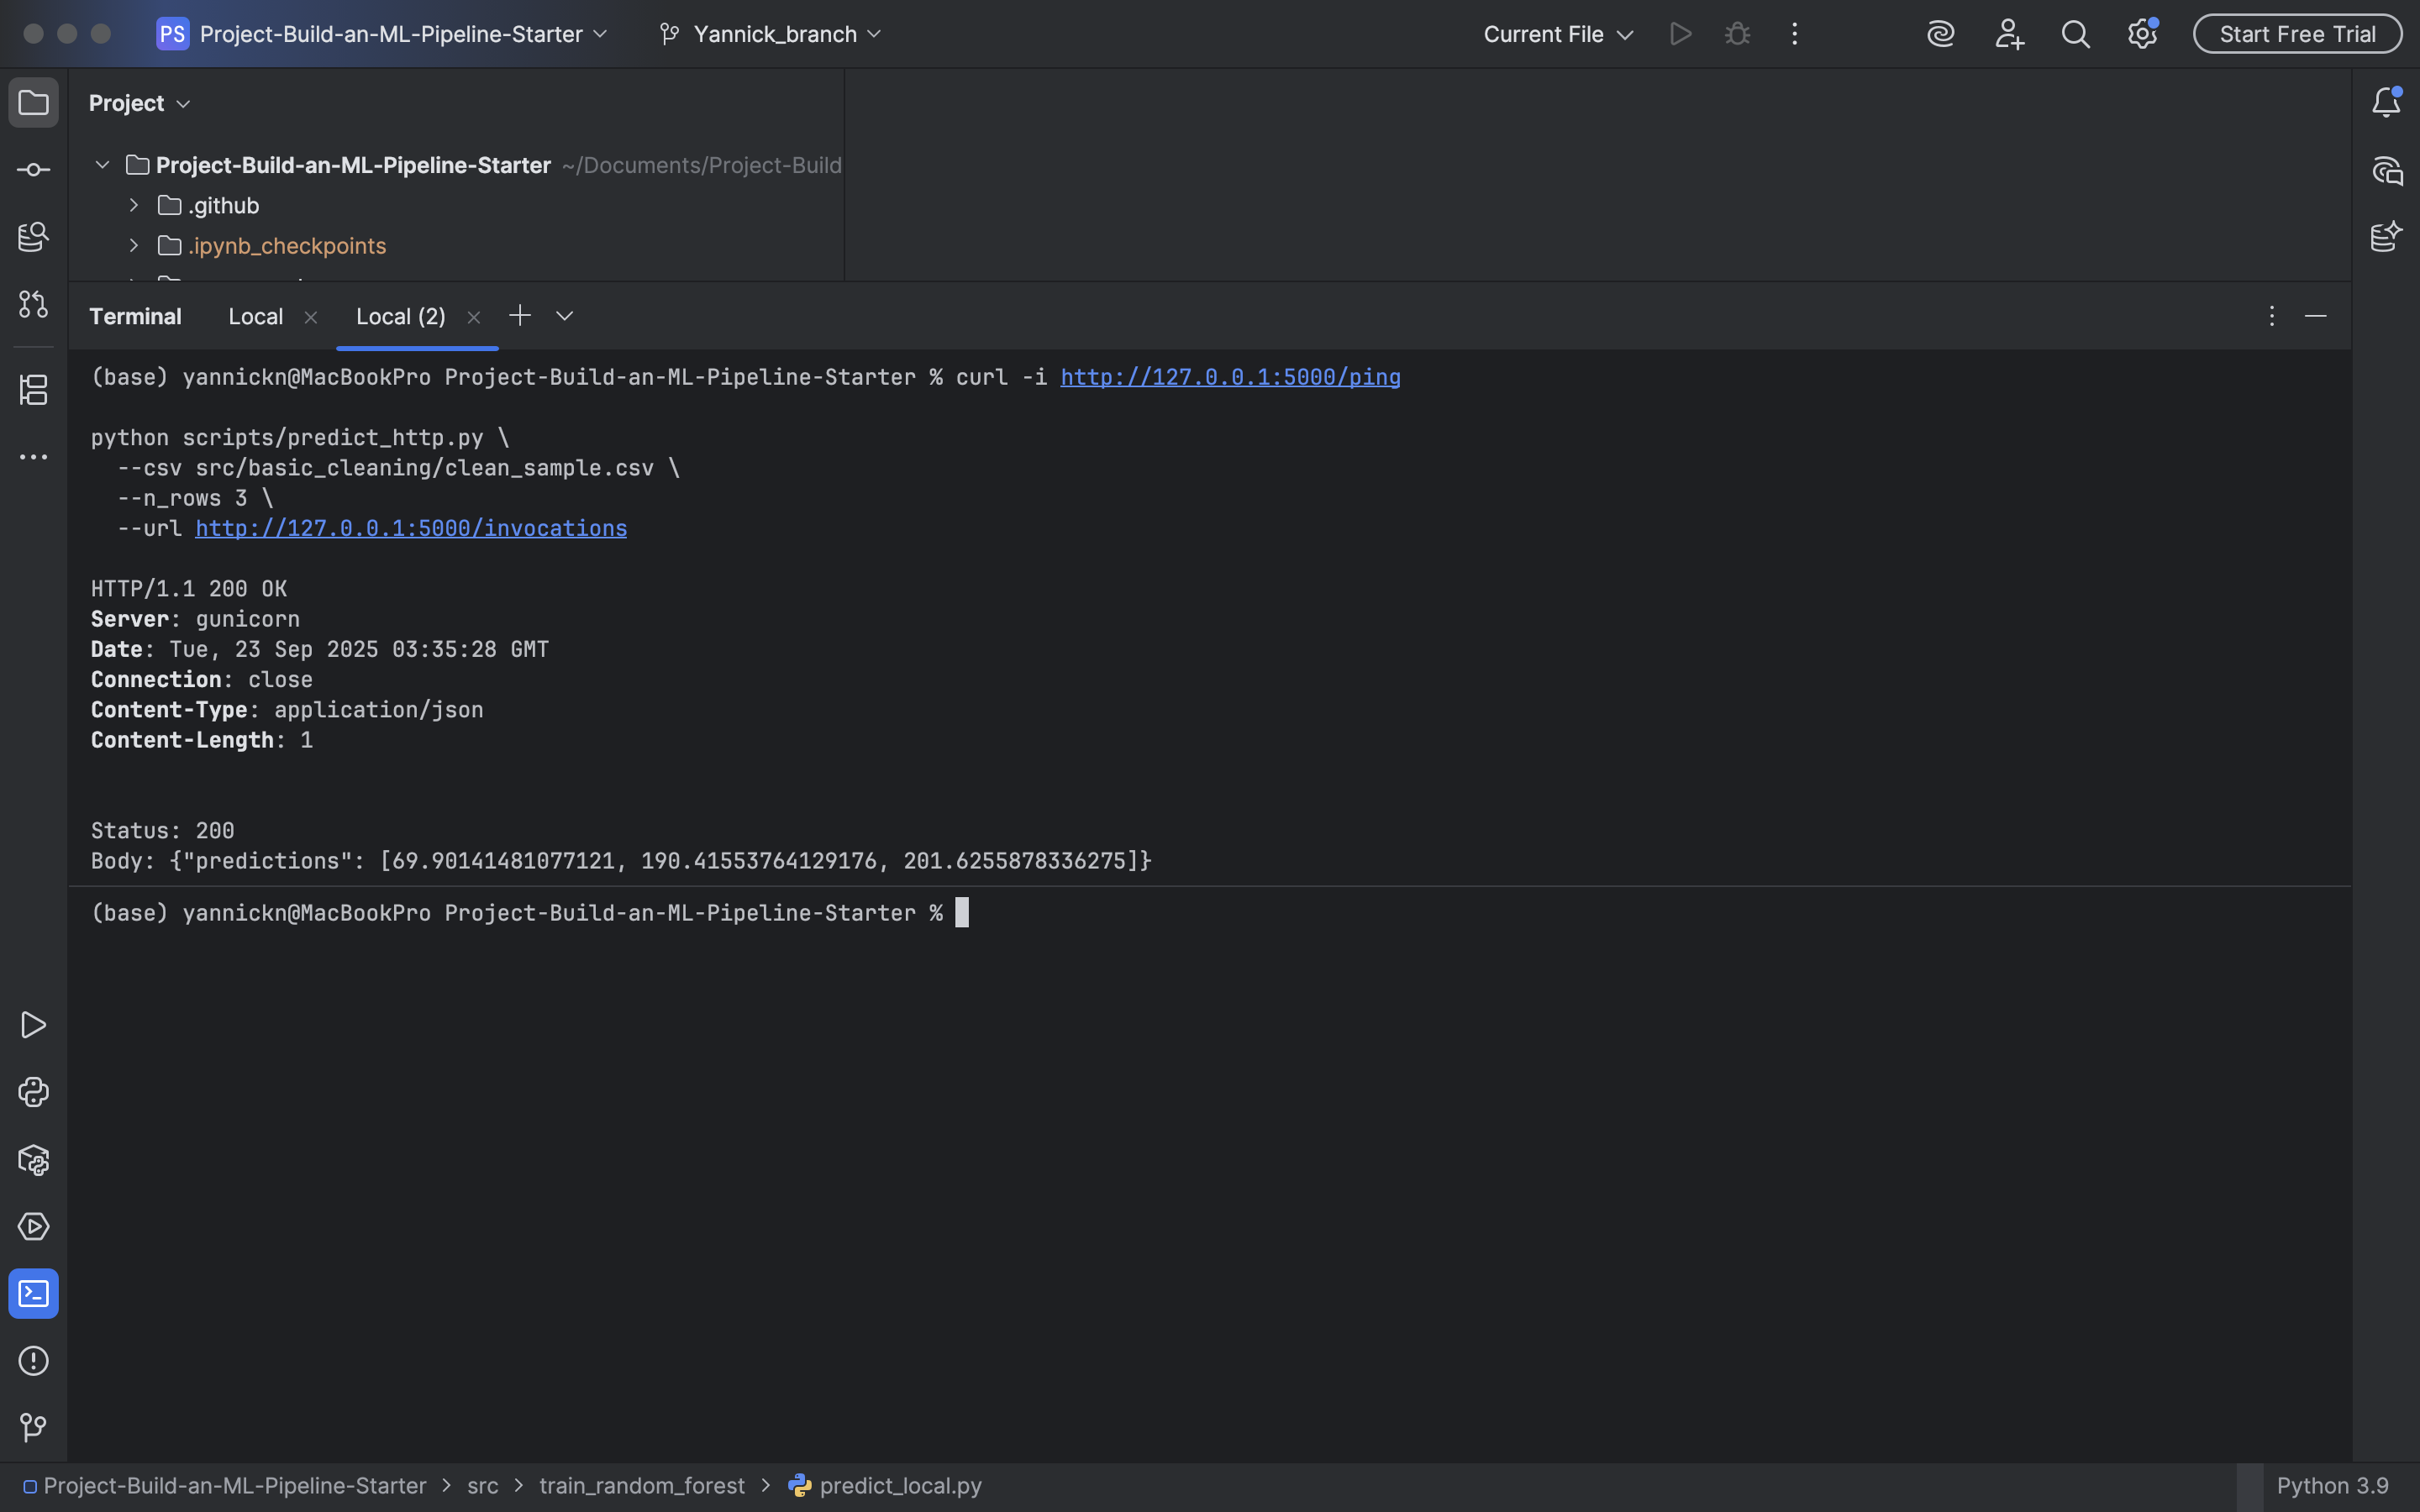 PS Project-Build-an-ML-Pipeline-Starter Yannick_branch Current File Start Free Trial
Project
Project-Build-an-ML-Pipeline-Starter ~/Documents/Project-Build
.github
.ipynb_checkpoints
Terminal Local Local (2)
(base) yannickn@MacBookPro Project-Build-an-ML-Pipeline-Starter % curl -i http://127.0.0.1:5000/ping
python scripts/predict_http.py \
--csv src/basic_cleaning/clean_sample.csv \
--n_rows 3 \
--url http://127.0.0.1:5000/invocations
HTTP/1.1 200 OK
Server: gunicorn
Date: Tue, 23 Sep 2025 03:35:28 GMT
Connection: close
Content-Type: application/json
Content-Length: 1
Status: 200
Body: {"predictions": [69.90141481077121, 190.41553764129176, 201.6255878336275]}
(base) yannickn@MacBookPro Project-Build-an-ML-Pipeline-Starter %
Project-Build-an-ML-Pipeline-Starter > src > train_random_forest > predict_local.py Python 3.9